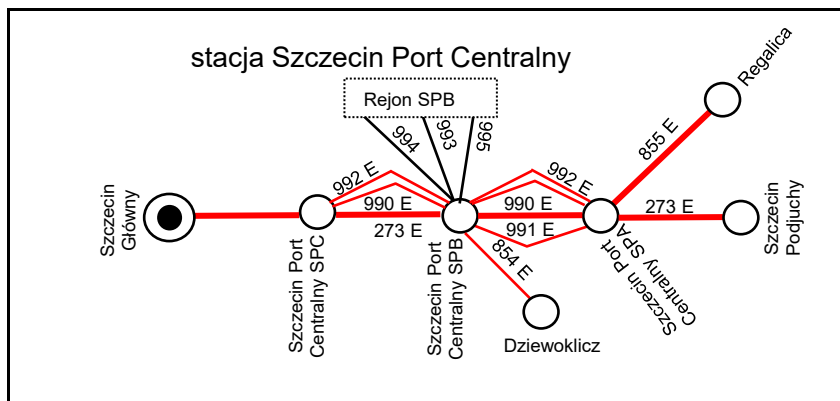 stacja Szczecin Port Centralny
Rejon SPB
994
993
995
Regalica
855 E
992 E
992 E
990 E
990 E
273 E
273 E
991 E
854 E
Szczecin
Główny
Szczecin Port
Centralny SPC
Szczecin Port
Centralny SPB
Szczecin Port
Centralny SPA
Szczecin
Podjuchy
Dziewoklicz